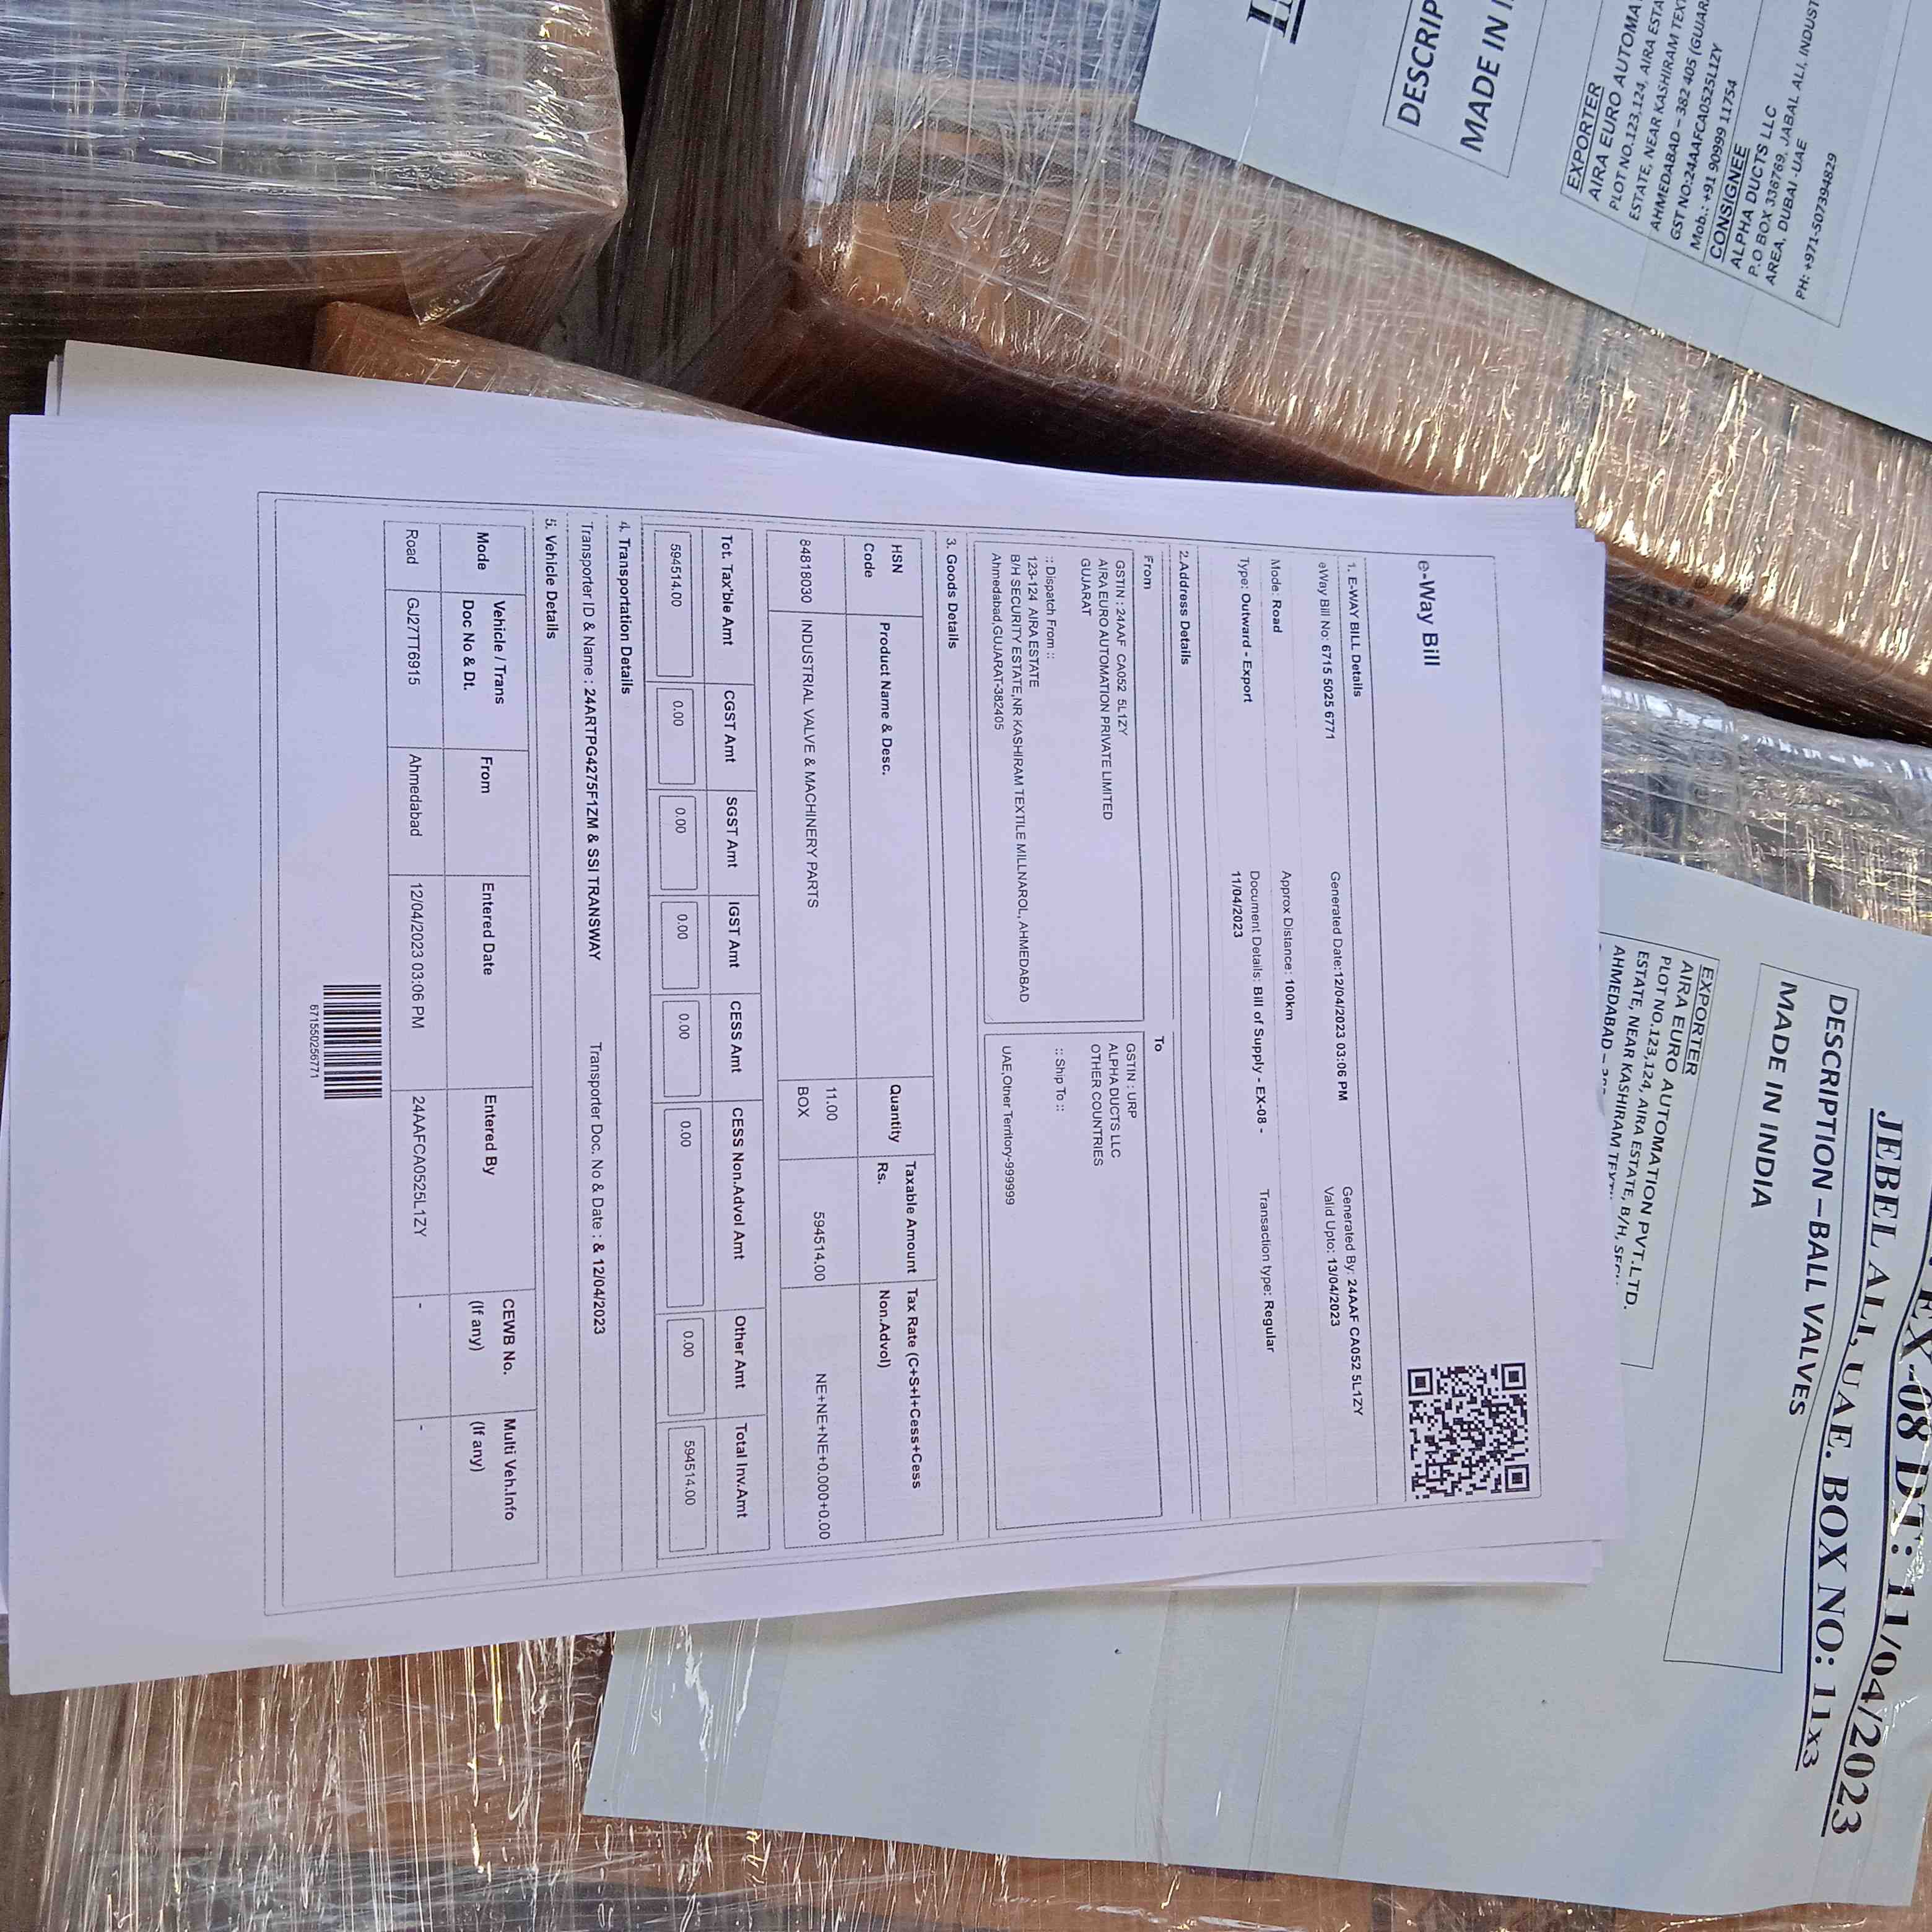 e-Way Bill
1. E-WAY BILL Details
eWay Bill No: 6715 5025 6771
Generated Date:12/04/2023 03:06 PM
Generated By: 24AAF CA052 5L1ZY
Valid Upto: 13/04/2023
Mode: Road
Approx Distance: 100km
Type: Outward - Export
Document Details: Bill of Supply - EX-08 -
11/04/2023
Transaction type: Regular
2.Address Details
From
To
GSTIN : 24AAF CA052 5L1ZY
AIRA EURO AUTOMATION PRIVATE LIMITED
GUJARAT
:: Dispatch From ::
123-124 AIRA ESTATE
B/H SECURITY ESTATE,NR KASHIRAM TEXTILE MILLNAROL, AHMEDABAD
Ahmedabad,GUJARAT-382405
GSTIN : URP
ALPHA DUCTS LLC
OTHER COUNTRIES
:: Ship To ::
UAE,Other Territory-999999
3. Goods Details
HSN
Code
Product Name & Desc.
Quantity
Taxable Amount
Rs.
Tax Rate (C+S+I+Cess+Cess
Non.Advol)
84818030
INDUSTRIAL VALVE & MACHINERY PARTS
11.00
BOX
594514.00
NE+NE+NE+0.000+0.00
Tot. Tax'ble Amt
CGST Amt
SGST Amt
IGST Amt
CESS Amt
CESS Non.Advol Amt
Other Amt
Total Inv.Amt
594514.00
0.00
0.00
0.00
0.00
0.00
0.00
594514.00
4. Transportation Details
Transporter ID & Name : 24ARTPG4275F1ZM & SSI TRANSWAY
Transporter Doc. No & Date : & 12/04/2023
5. Vehicle Details
Mode
Vehicle / Trans
Doc No & Dt.
From
Entered Date
Entered By
CEWB No.
(If any)
Multi Veh.Info
(If any)
Road
GJ27TT6915
Ahmedabad
12/04/2023 03:06 PM
24AAFCA0525L1ZY
-
-
671550256771
EX-08 DT: 11/04/2023
JEBEL ALI, UAE. BOX NO: 11x3
DESCRIPTION – BALL VALVES
MADE IN INDIA
EXPORTER
AIRA EURO AUTOMATION PVT.LTD.
PLOT NO.123,124, AIRA ESTATE, B/H, SECU
ESTATE, NEAR KASHIRAM TEXT
AHMEDABAD –
DESCRIP
MADE IN I
EXPORTER
AIRA EURO AUTOMA
PLOT NO.123,124, AIRA ESTA
ESTATE, NEAR KASHIRAM TEX
AHMEDABAD – 382 405 (GUJAR
GST NO:24AAAFCA0525L1ZY
Mob.: +91 90999 11754
CONSIGNEE
ALPHA DUCTS LLC
P.O BOX 336769, JABAL ALI, INDUST
AREA, DUBAI -UAE
PH: +971-507394829